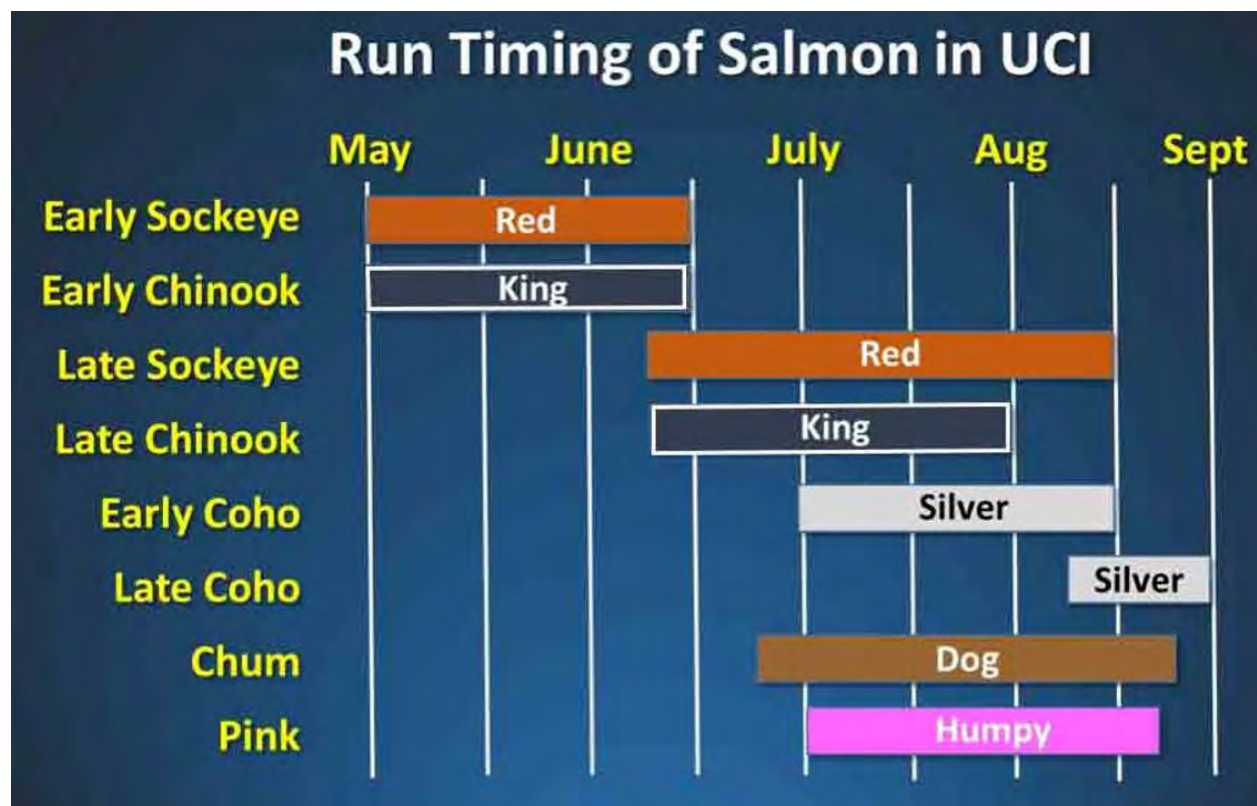 Run Timing of Salmon in UCI
May June July Aug Sept
Early Sockeye Red
Early Chinook King
Late Sockeye Red
Late Chinook King
Early Coho Silver
Late Coho Silver
Chum Dog
Pink Humpy